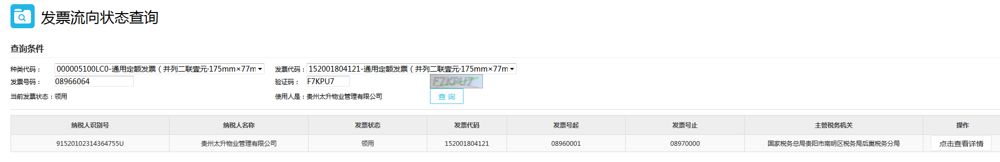 发票流向状态查询
查询条件
种类代码： 000005100LC0-通用定额发票（并列二联壹元·175mm×77m 发票代码： 152001804121-通用定额发票（并列二联壹元·175mm×77m
发票号码： 08966064 验证码： F7KPU7 F7KPU7
当前发票状态：领用 使用人是：贵州太升物业管理有限公司 查 询
纳税人识别号 纳税人名称 发票状态 发票代码 发票号起 发票号止 主管税务机关 操作
91520102314364755U 贵州太升物业管理有限公司 领用 152001804121 08960001 08970000 国家税务总局贵阳市南明区税务局后巢税务分局 点击查看详情